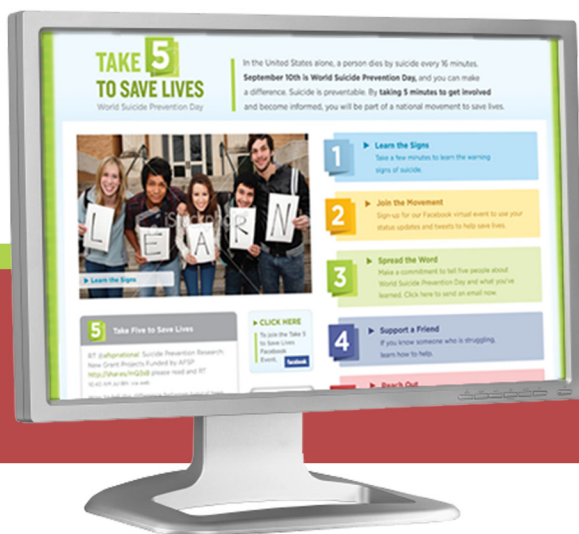 TAKE 5
TO SAVE LIVES
World Suicide Prevention Day
In the United States alone, a person dies by suicide every 16 minutes.
September 10th is World Suicide Prevention Day, and you can make
a difference. Suicide is preventable. By taking 5 minutes to get involved
and become informed, you will be part of a national movement to save lives.
L E A R N
Learn the Signs
1
Learn the Signs
Take a few minutes to learn the warning
signs of suicide.
2
Join the Movement
Sign-up for our Facebook virtual event to use your
status updates and tweets to help save lives.
3
Spread the Word
Make a commitment to tell five people about
World Suicide Prevention Day and what you've
learned. Click here to send an email now.
4
Support a Friend
If you know someone who is struggling,
learn how to help.
Reach Out
5 Take Five to Save Lives
RT @afspnational: Suicide Prevention Research:
New Grant Projects Funded by AFSP
please read and RT
CLICK HERE
To join the Take 5
to Save Lives
Facebook
Event.
facebook